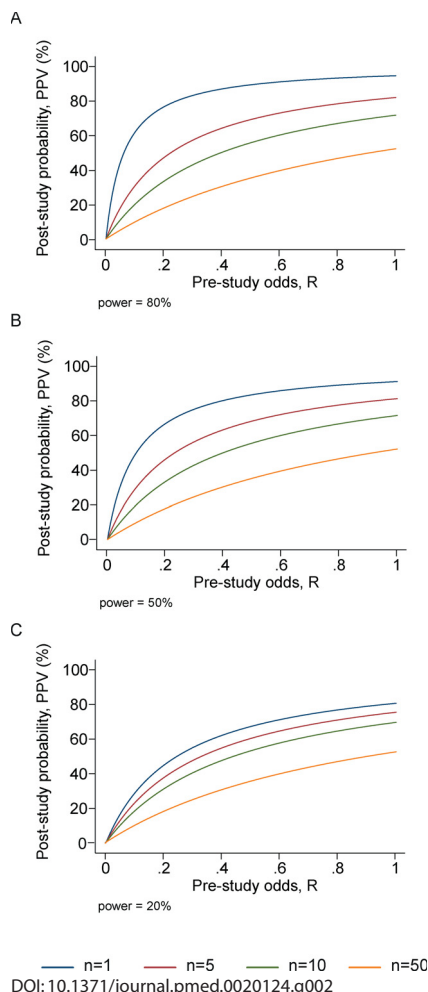 A
Post-study probability, PPV (%)
100
80
60
40
20
0
0 .2 .4 .6 .8 1
Pre-study odds, R
power = 80%
B
Post-study probability, PPV (%)
100
80
60
40
20
0
0 .2 .4 .6 .8 1
Pre-study odds, R
power = 50%
C
Post-study probability, PPV (%)
100
80
60
40
20
0
0 .2 .4 .6 .8 1
Pre-study odds, R
power = 20%
n=1 n=5 n=10 n=50
DOI: 10.1371/journal.pmed.0020124.g002